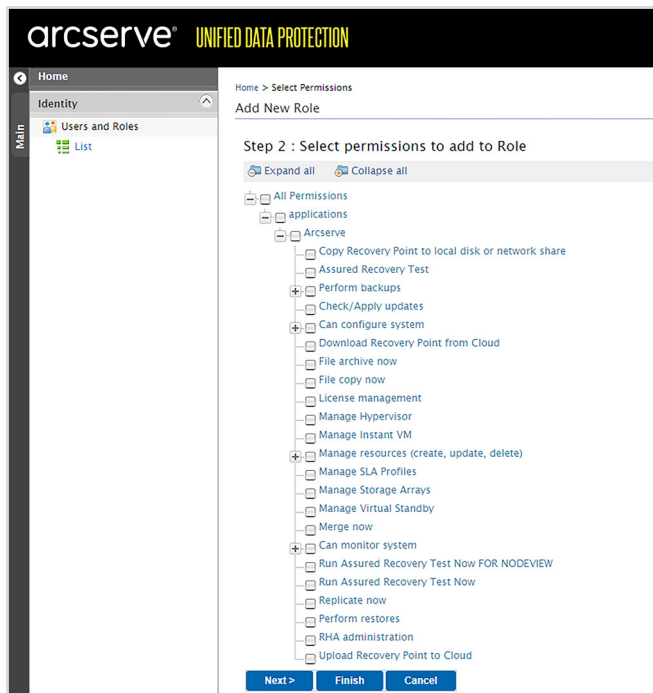 arcserve® UNIFIED DATA PROTECTION
Home
Identity
Users and Roles
List
Main
Home > Select Permissions
Add New Role
Step 2 : Select permissions to add to Role
Expand all Collapse all
All Permissions
applications
Arcserve
Copy Recovery Point to local disk or network share
Assured Recovery Test
Perform backups
Check/Apply updates
Can configure system
Download Recovery Point from Cloud
File archive now
File copy now
License management
Manage Hypervisor
Manage Instant VM
Manage resources (create, update, delete)
Manage SLA Profiles
Manage Storage Arrays
Manage Virtual Standby
Merge now
Can monitor system
Run Assured Recovery Test Now FOR NODEVIEW
Run Assured Recovery Test Now
Replicate now
Perform restores
RHA administration
Upload Recovery Point to Cloud
Next > Finish Cancel